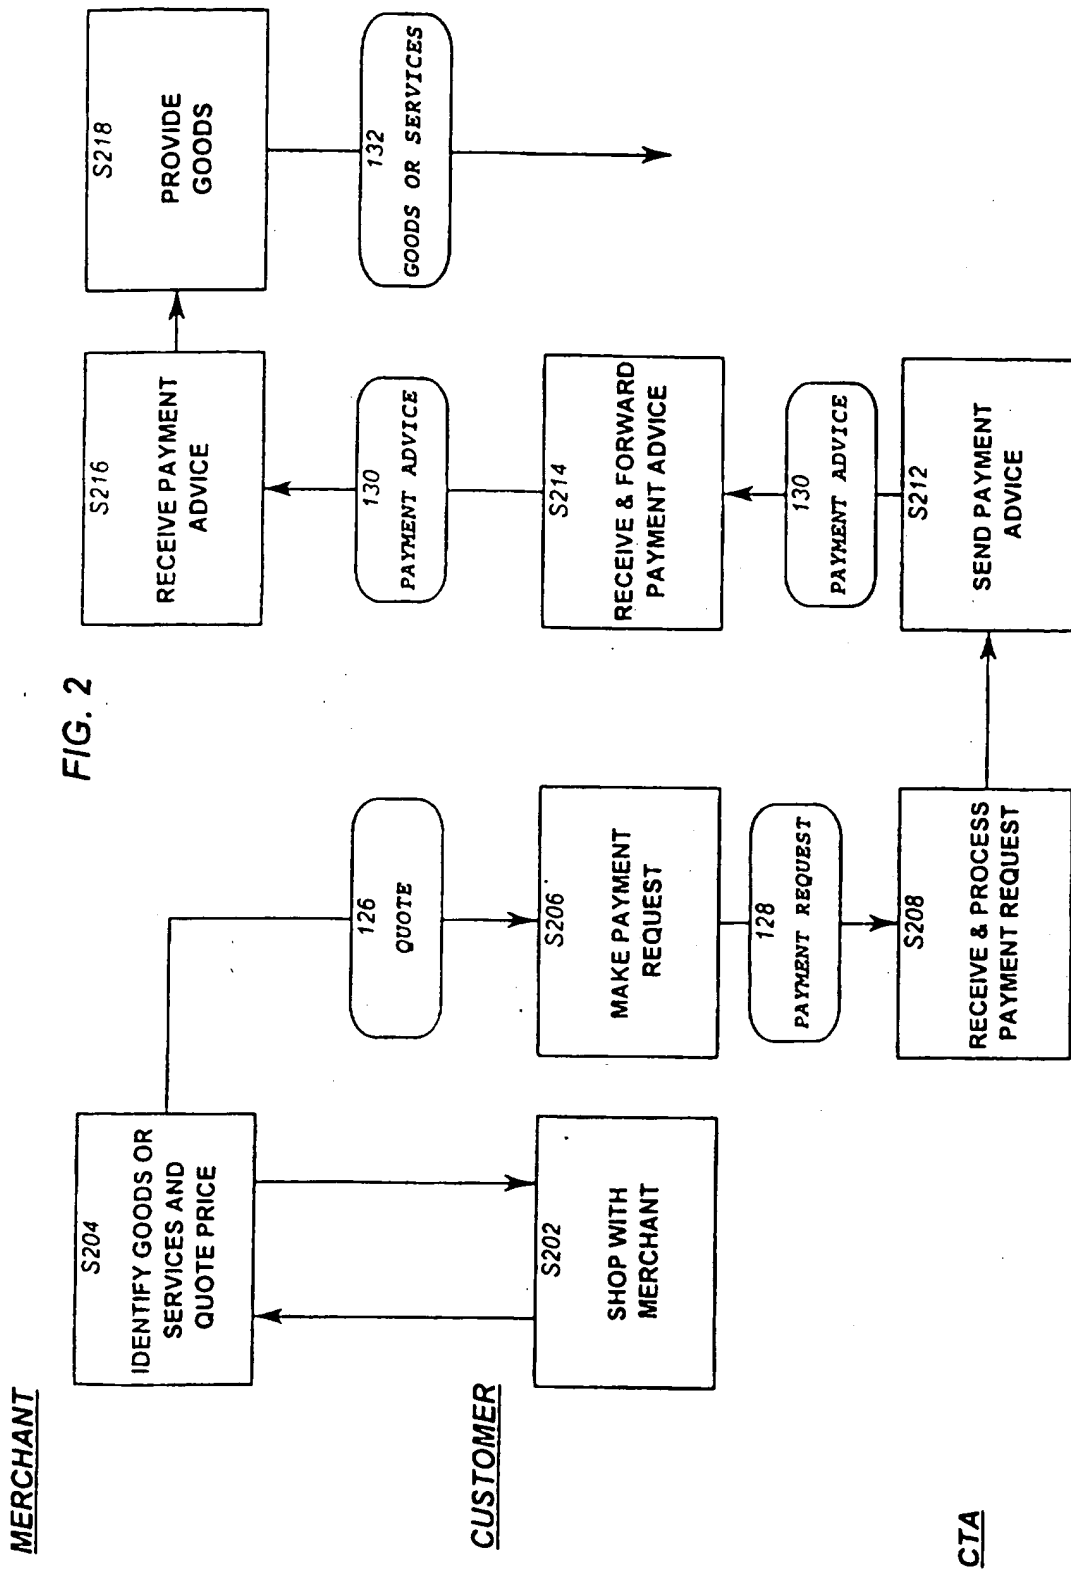 FIG. 2
MERCHANT
S204
IDENTIFY GOODS OR
SERVICES AND
QUOTE PRICE
S216
RECEIVE PAYMENT
ADVICE
S218
PROVIDE
GOODS
126
QUOTE
130
PAYMENT ADVICE
132
GOODS OR SERVICES
CUSTOMER
S202
SHOP WITH
MERCHANT
S206
MAKE PAYMENT
REQUEST
S214
RECEIVE & FORWARD
PAYMENT ADVICE
128
PAYMENT REQUEST
130
PAYMENT ADVICE
CTA
S208
RECEIVE & PROCESS
PAYMENT REQUEST
S212
SEND PAYMENT
ADVICE